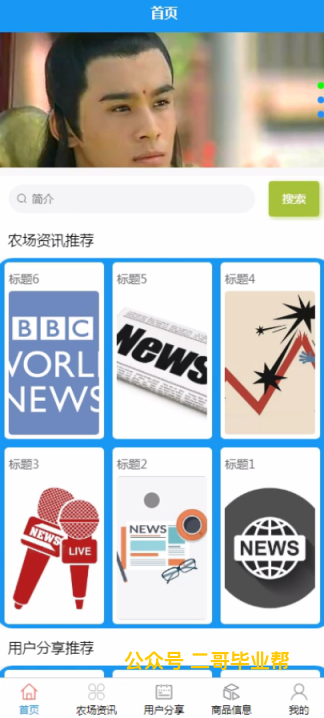 首页
简介
搜索
农场资讯推荐
标题6
标题5
标题4
BBC
WORL
NEWS
News
标题3
标题2
标题1
NEWS
LIVE
NEWS
NEWS
用户分享推荐
公众号 二哥毕业帮
首页
农场资讯
用户分享
商品信息
我的